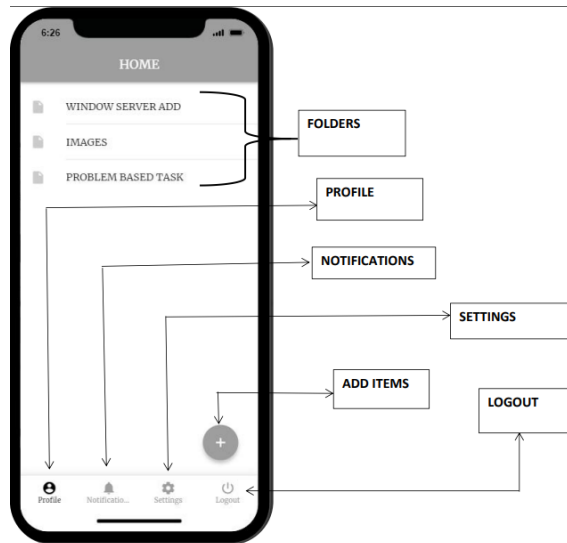 6:26
HOME
WINDOW SERVER ADD
IMAGES
PROBLEM BASED TASK
FOLDERS
PROFILE
NOTIFICATIONS
SETTINGS
ADD ITEMS
LOGOUT
+
Profile
Notificatio...
Settings
Logout